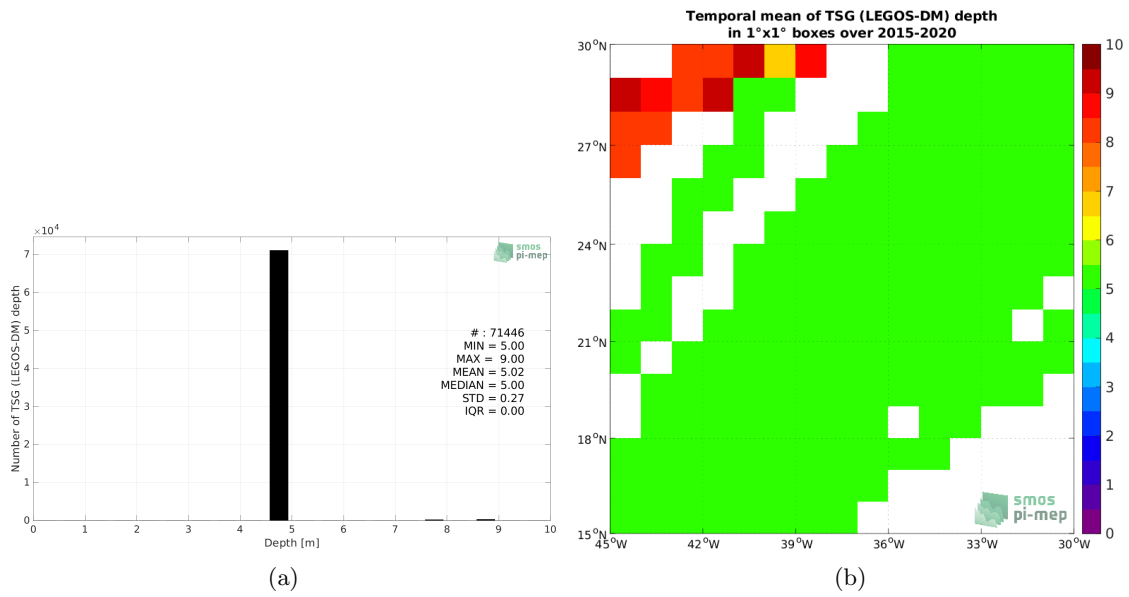 ×10⁴
7
6
5
4
3
2
1
0
Number of TSG (LEGOS-DM) depth
smos
pi-mep
# : 71446
MIN = 5.00
MAX = 9.00
MEAN = 5.02
MEDIAN = 5.00
STD = 0.27
IQR = 0.00
0 1 2 3 4 5 6 7 8 9 10
Depth [m]
(a)
Temporal mean of TSG (LEGOS-DM) depth
in 1°x1° boxes over 2015-2020
30°N
27°N
24°N
21°N
18°N
15°N
45°W 42°W 39°W 36°W 33°W 30°W
smos
pi-mep
10
9
8
7
6
5
4
3
2
1
0
(b)